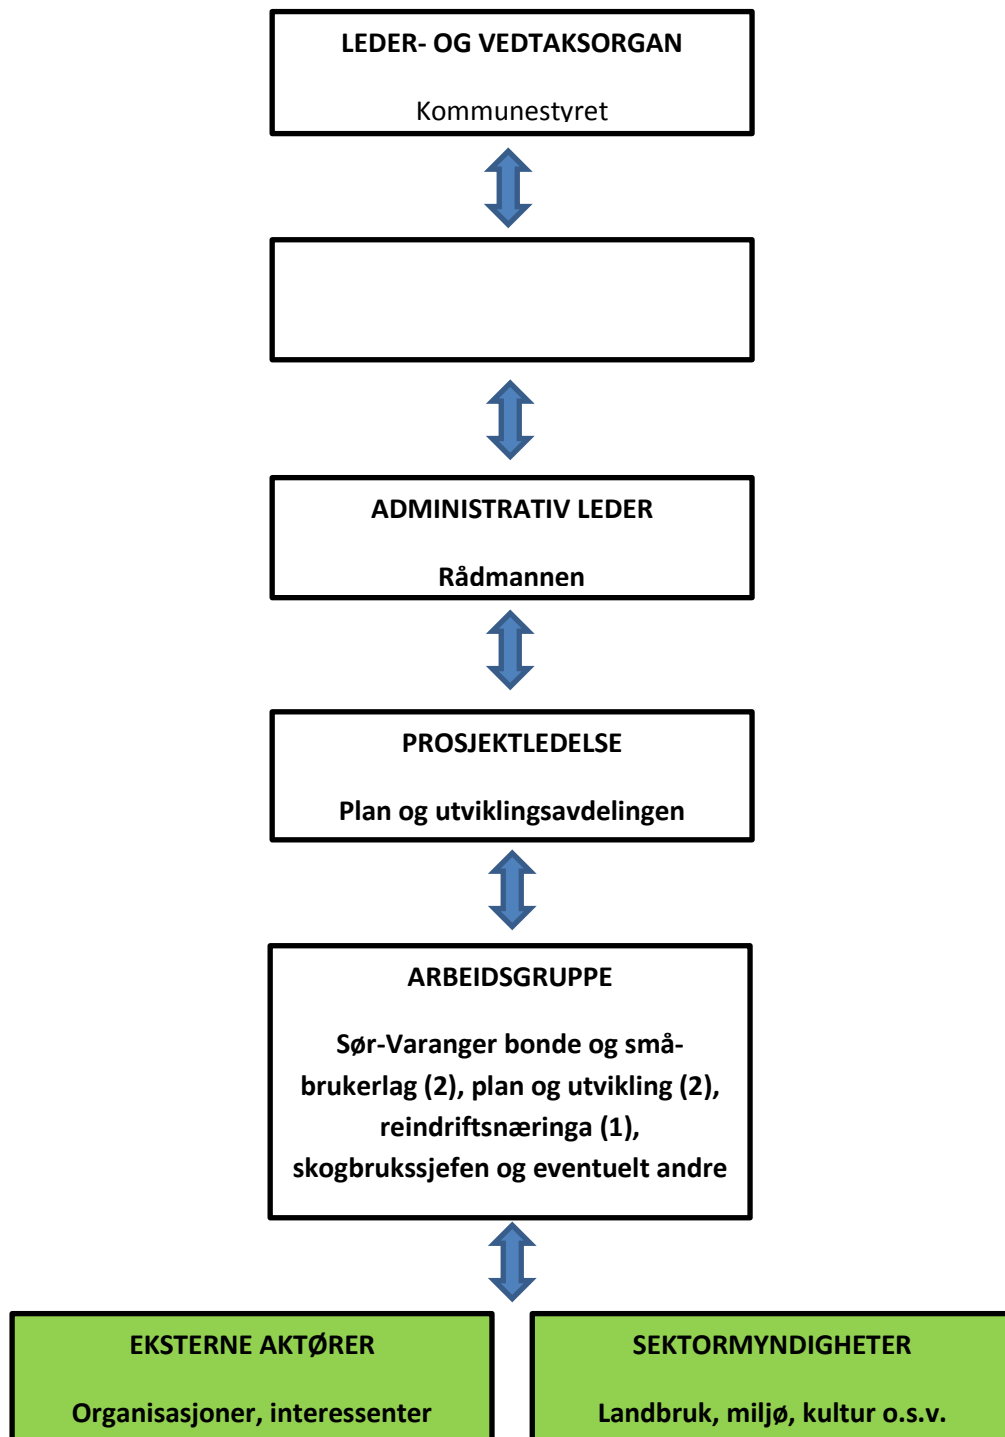 LEDER- OG VEDTAKSORGAN
Kommunestyret
ADMINISTRATIV LEDER
Rådmannen
PROSJEKTLEDELSE
Plan og utviklingsavdelingen
ARBEIDSGRUPPE
Sør-Varanger bonde og små-
brukerlag (2), plan og utvikling (2),
reindriftsnæringa (1),
skogbrukssjefen og eventuelt andre
EKSTERNE AKTØRER
Organisasjoner, interessenter
SEKTORMYNDIGHETER
Landbruk, miljø, kultur o.s.v.